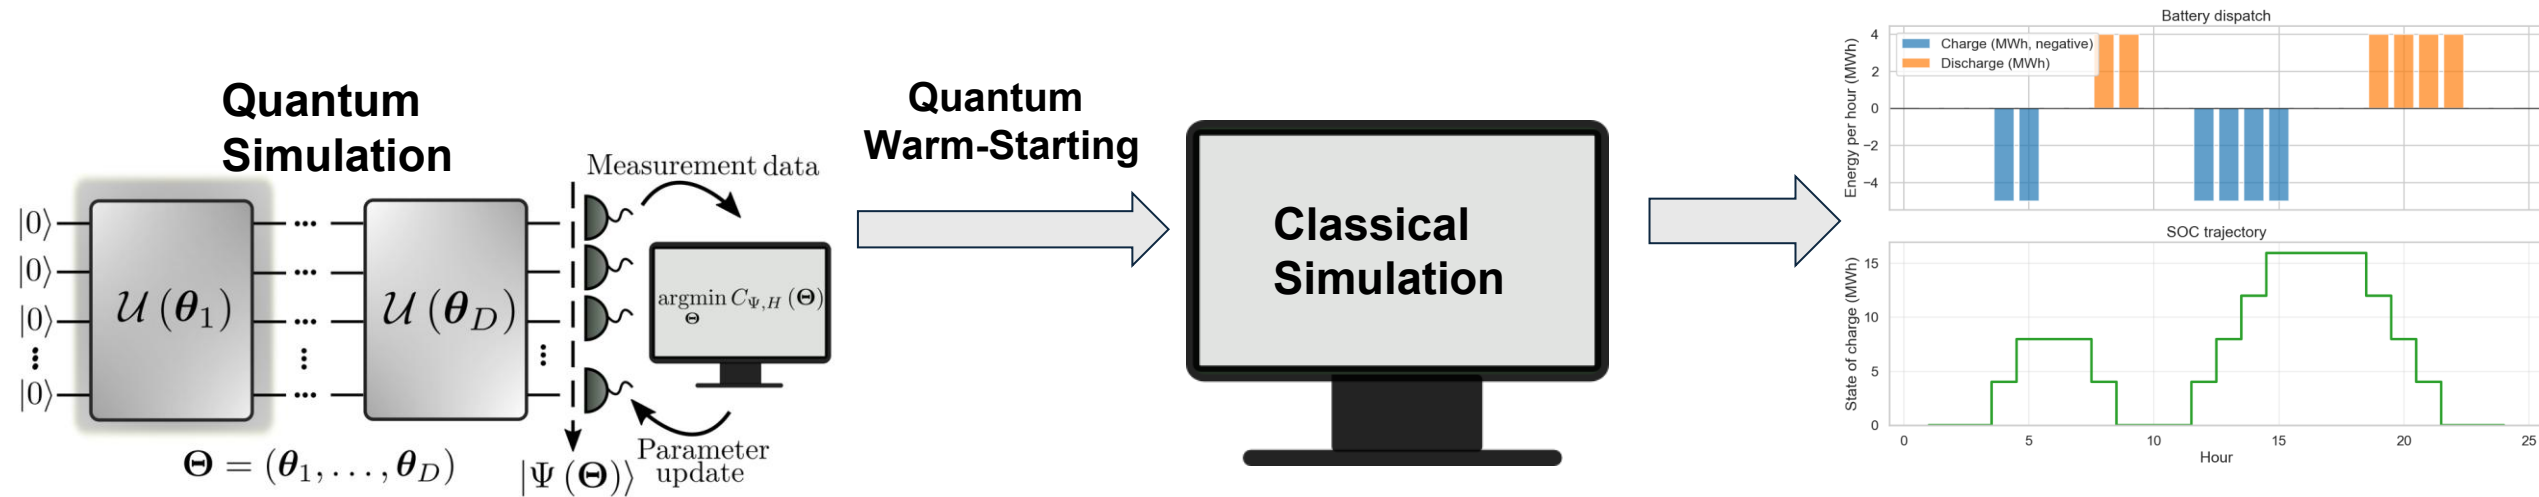 Quantum
Simulation
|0⟩
|0⟩
|0⟩
|0⟩
U(θ₁)
U(θ_D)
Θ = (θ₁, ..., θ_D)
|Ψ(Θ)⟩
Measurement data
argmin C_Ψ,H (Θ)
Θ
Parameter
update
Quantum
Warm-Starting
Classical
Simulation
Battery dispatch
Charge (MWh, negative)
Discharge (MWh)
Energy per hour (MWh)
4
2
0
−2
−4
SOC trajectory
State of charge (MWh)
15
10
5
0
0 5 10 15 20 25
Hour